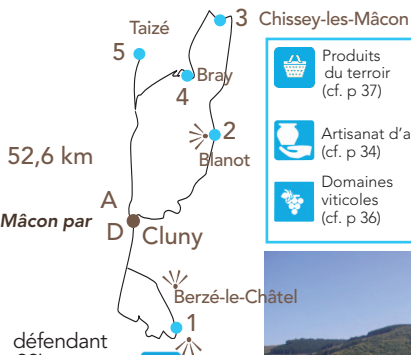 Taizé
3 Chissey-les-Mâcon
5
Bray
4
2
Blanot
52,6 km
A
Mâcon par
D Cluny
Berzé-le-Châtel
1
défendant
Produits
du terroir
(cf. p 37)
Artisanat d'a
(cf. p 34)
Domaines
viticoles
(cf. p 36)